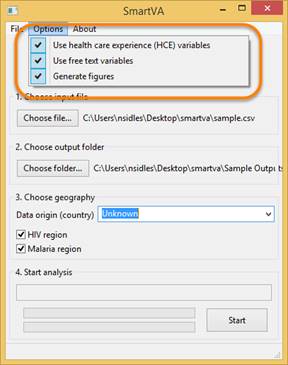 SmartVA
File Options About
Use health care experience (HCE) variables
Use free text variables
Generate figures
1. Choose input file
Choose file... C:\Users\nsidles\Desktop\smartva\sample.csv
2. Choose output folder
Choose folder... C:\Users\nsidles\Desktop\smartva\Sample Outputs
3. Choose geography
Data origin (country) Unknown
HIV region
Malaria region
4. Start analysis
Start